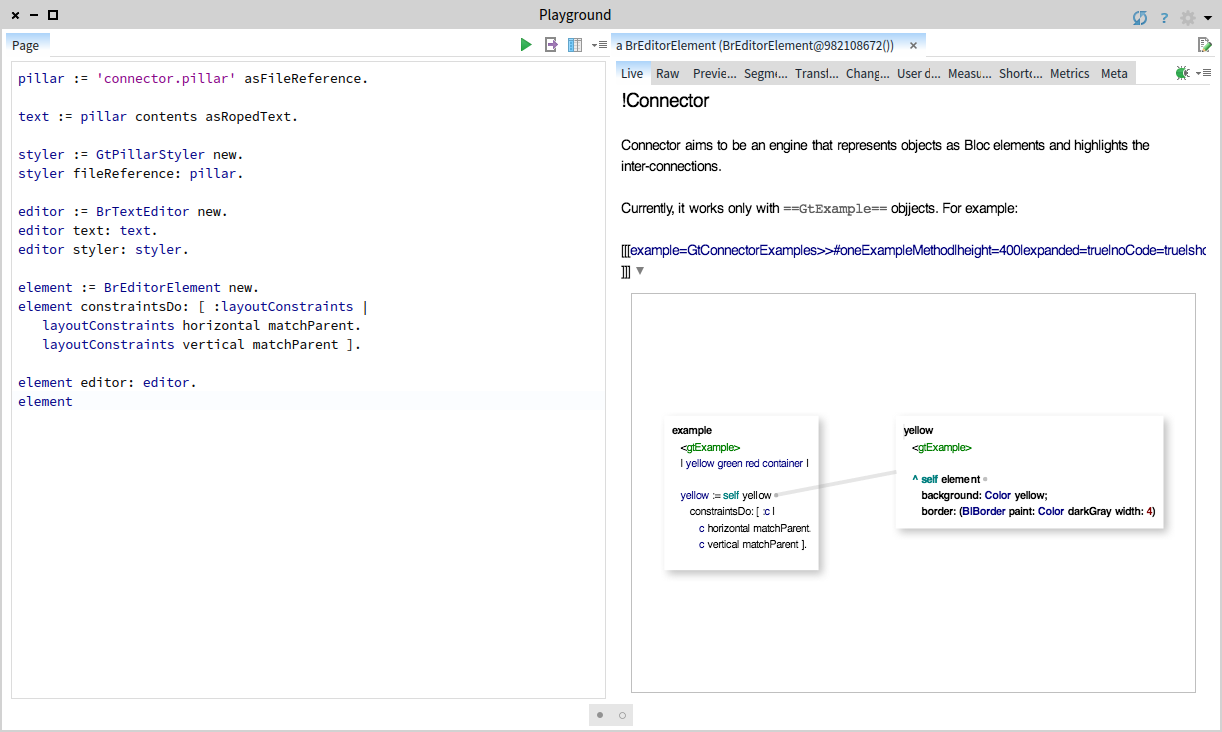 Playground
?
Page
pillar := 'connector.pillar' asFileReference.
text := pillar contents asRopedText.
styler := GtPillarStyler new.
styler fileReference: pillar.
editor := BrTextEditor new.
editor text: text.
editor styler: styler.
element := BrEditorElement new.
element constraintsDo: [ :layoutConstraints |
layoutConstraints horizontal matchParent.
layoutConstraints vertical matchParent ].
element editor: editor.
element
a BrEditorElement (BrEditorElement@982108672())
Live Raw Previe... Segme... Transf... Chang... User d... Measu... Shortc... Metrics Meta
!Connector
Connector aims to be an engine that represents objects as Bloc elements and highlights the
inter-connections.
Currently, it works only with ==GtExample== objjects. For example:
[[[example=GtConnectorExamples>>#oneExampleMethod|height=400|expanded=true|noCode=true|sho
]]]
example
<gtExample>
| yellow green red container |
yellow := self yellow
constraintsDo: [ :c |
c horizontal matchParent.
c vertical matchParent ].
yellow
<gtExample>
^ self element
background: Color yellow;
border: (BlBorder paint: Color darkGray width: 4)